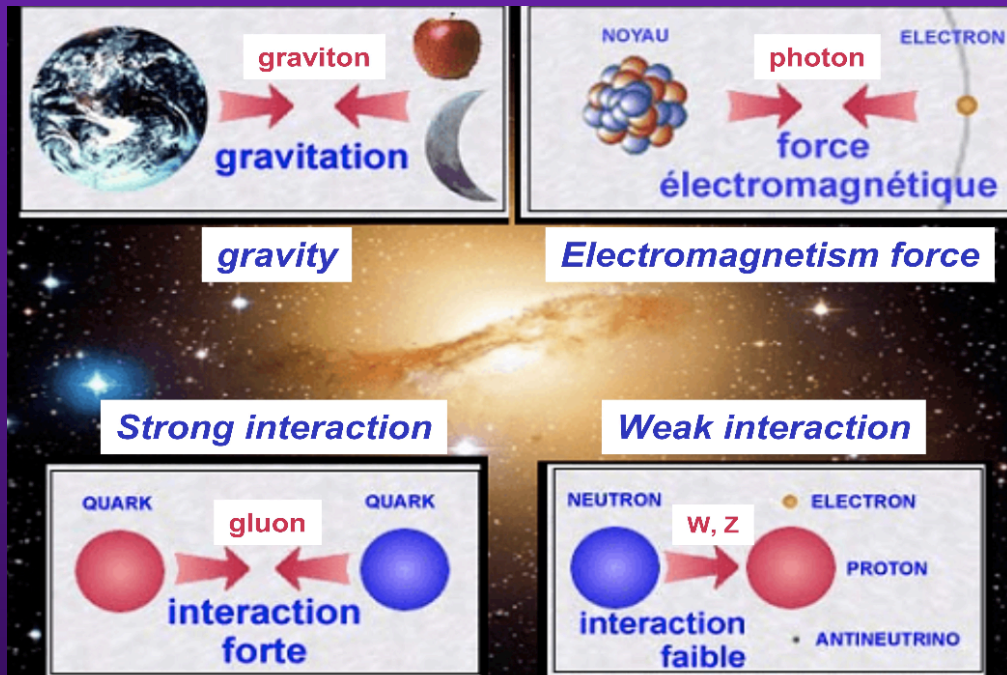 graviton
gravitation
NOYAU
ELECTRON
photon
force
électromagnétique
gravity
Electromagnetism force
Strong interaction
Weak interaction
QUARK
QUARK
gluon
interaction
forte
NEUTRON
W, Z
ELECTRON
PROTON
interaction
faible
ANTINEUTRINO